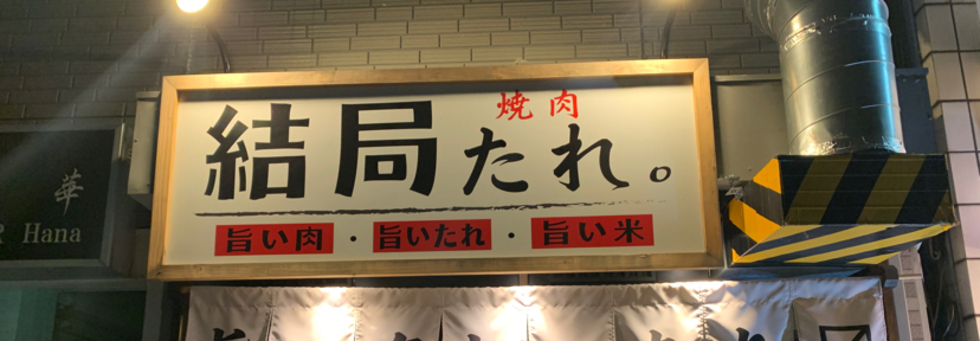 焼肉
結局たれ。
旨い肉・旨いたれ・旨い米
華
Hana